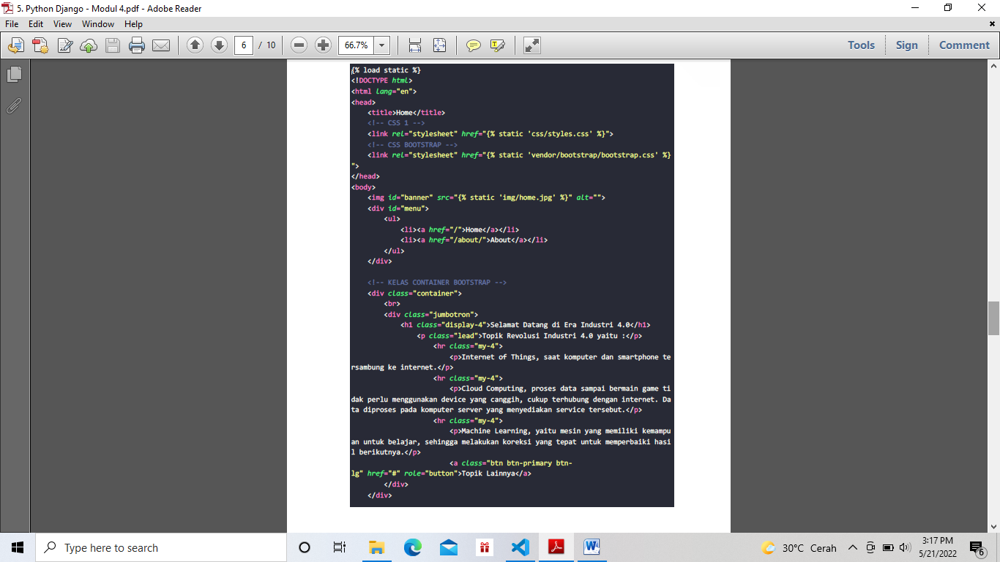 5. Python Django - Modul 4.pdf - Adobe Reader
File Edit View Window Help
6 / 10 66.7% Tools Sign Comment
{% load static %}
<!DOCTYPE html>
<html lang="en">
<head>
<title>Home</title>
<!-- CSS 1 -->
<link rel="stylesheet" href="{% static 'css/styles.css' %}">
<!-- CSS BOOTSTRAP -->
<link rel="stylesheet" href="{% static 'vendor/bootstrap/bootstrap.css' %}
">
</head>
<body>
<img id="banner" src="{% static 'img/home.jpg' %}" alt="">
<div id="menu">
<ul>
<li><a href="/">Home</a></li>
<li><a href="/about/">About</a></li>
</ul>
</div>
<!-- KELAS CONTAINER BOOTSTRAP -->
<div class="container">
<br>
<div class="jumbotron">
<h1 class="display-4">Selamat Datang di Era Industri 4.0</h1>
<p class="lead">Topik Revolusi Industri 4.0 yaitu :</p>
<hr class="my-4">
<p>Internet of Things, saat komputer dan smartphone te
rsambung ke internet.</p>
<hr class="my-4">
<p>Cloud Computing, proses data sampai bermain game ti
dak perlu menggunakan device yang canggih, cukup terhubung dengan internet. Da
ta diproses pada komputer server yang menyediakan service tersebut.</p>
<hr class="my-4">
<p>Machine Learning, yaitu mesin yang memiliki kemampu
an untuk belajar, sehingga melakukan koreksi yang tepat untuk memperbaiki hasi
l berikutnya.</p>
<a class="btn btn-primary btn-
lg" href="#" role="button">Topik Lainnya</a>
</div>
</div>
Type here to search
30°C Cerah
3:17 PM
5/21/2022
6